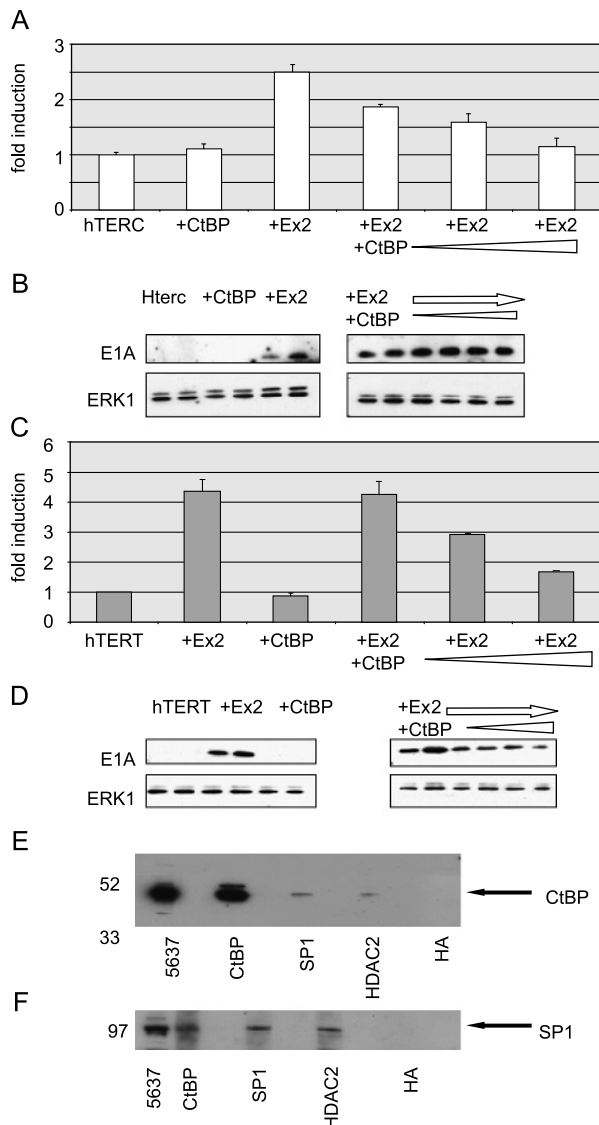 A
fold induction
3
2
1
0
hTERC +CtBP +Ex2 +Ex2 +Ex2 +Ex2
+CtBP
B
Hterc +CtBP +Ex2
+Ex2
+CtBP
E1A
ERK1
C
fold induction
6
5
4
3
2
1
0
hTERT +Ex2 +CtBP +Ex2 +Ex2 +Ex2
+CtBP
D
hTERT +Ex2 +CtBP
+Ex2
+CtBP
E1A
ERK1
E
52
33
CtBP
5637 CtBP SP1 HDAC2 HA
F
97
SP1
5637 CtBP SP1 HDAC2 HA